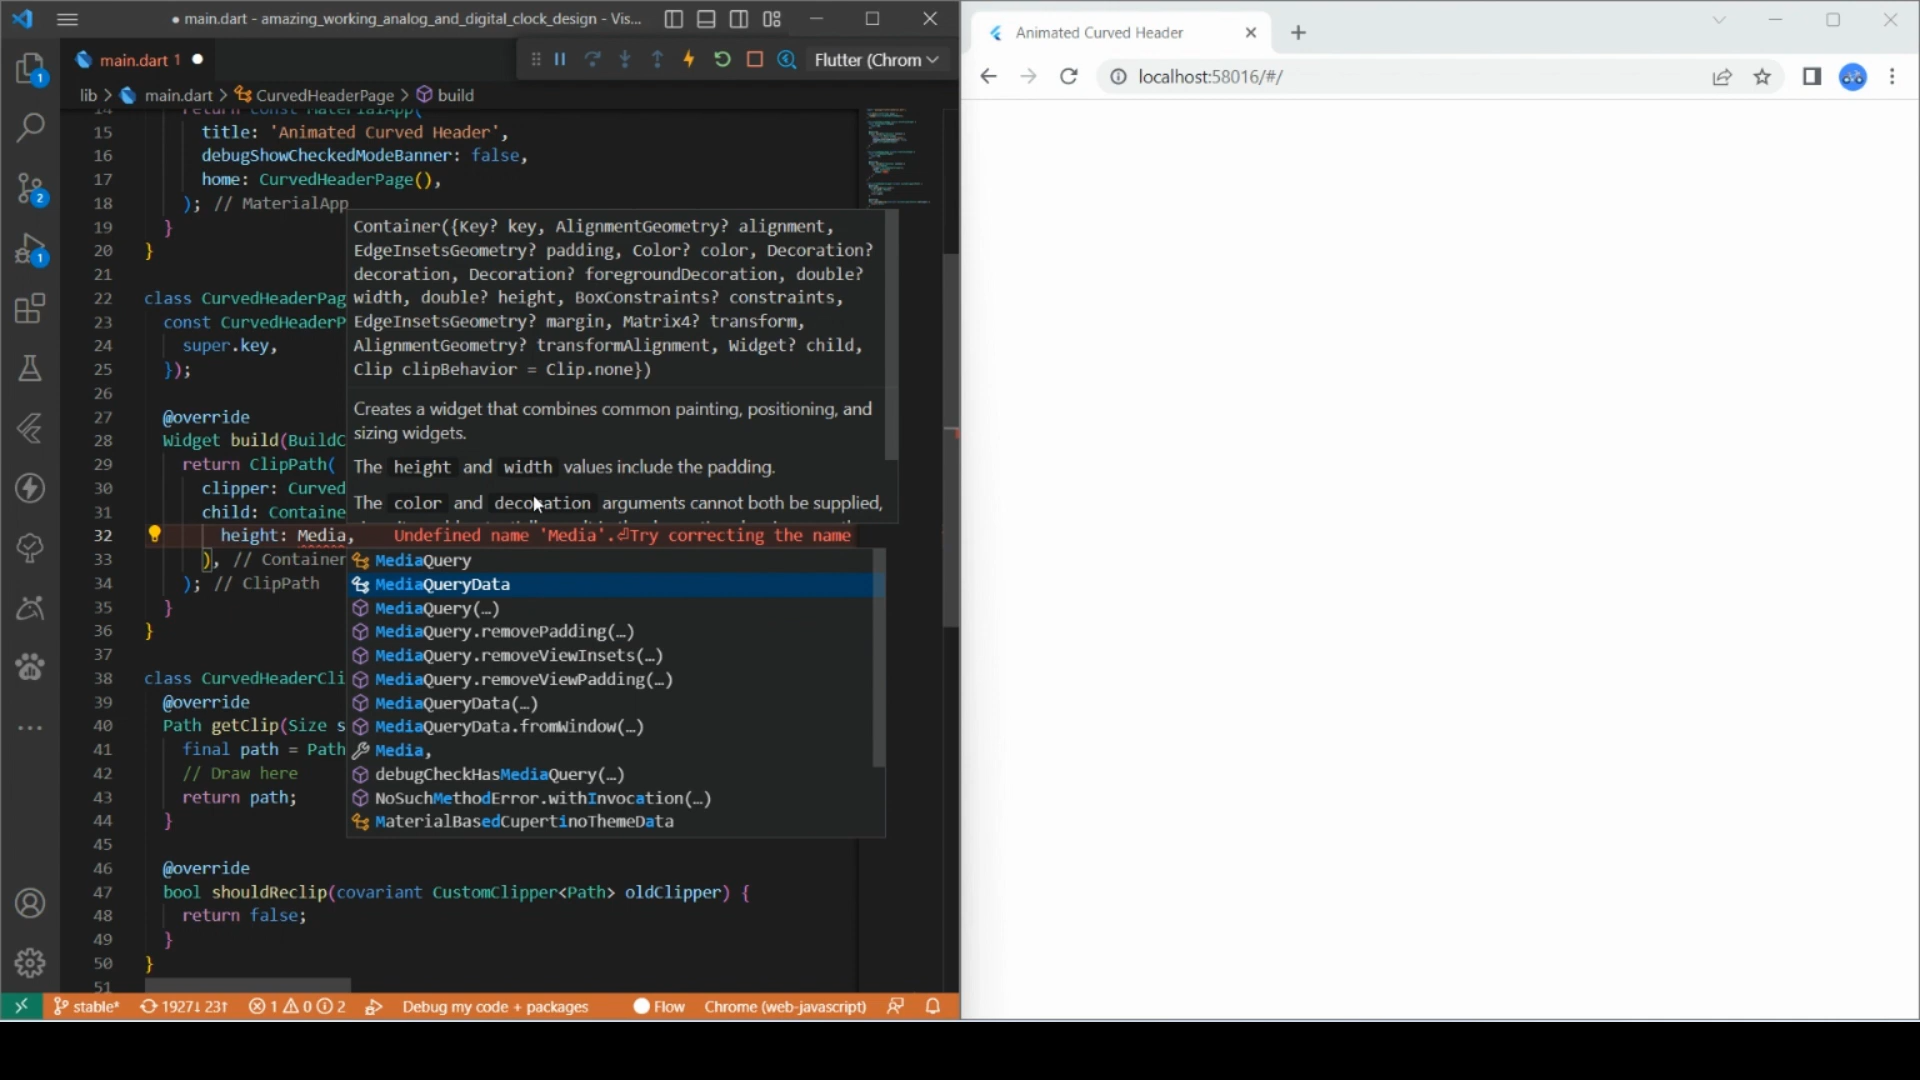 main.dart - amazing_working_analog_and_digital_clock_design - Vis...
main.dart 1
Flutter (Chrom
lib > main.dart > CurvedHeaderPage > build
15 title: 'Animated Curved Header',
16 debugShowCheckedModeBanner: false,
17 home: CurvedHeaderPage(),
18 ); // MaterialApp
19 }
20 }
21
22 class CurvedHeaderPag
23 const CurvedHeaderP
24 super.key,
25 });
26
27 @override
28 Widget build(BuildC
29 return ClipPath(
30 clipper: Curved
31 child: Containe
32 height: Media, Undefined name 'Media'.⏎Try correcting the name
33 ), // Container
34 ); // ClipPath
35 }
36 }
37
38 class CurvedHeaderCli
39 @override
40 Path getClip(Size s
41 final path = Path
42 // Draw here
43 return path;
44 }
45
46 @override
47 bool shouldReclip(covariant CustomClipper<Path> oldClipper) {
48 return false;
49 }
50 }
51
Container({Key? key, AlignmentGeometry? alignment,
EdgeInsetsGeometry? padding, Color? color, Decoration?
decoration, Decoration? foregroundDecoration, double?
width, double? height, BoxConstraints? constraints,
EdgeInsetsGeometry? margin, Matrix4? transform,
AlignmentGeometry? transformAlignment, Widget? child,
Clip clipBehavior = Clip.none})
Creates a widget that combines common painting, positioning, and
sizing widgets.
The height and width values include the padding.
The color and decoration arguments cannot both be supplied,
MediaQuery
MediaQueryData
MediaQuery(…)
MediaQuery.removePadding(…)
MediaQuery.removeViewInsets(…)
MediaQuery.removeViewPadding(…)
MediaQueryData(…)
MediaQueryData.fromWindow(…)
Media,
debugCheckHasMediaQuery(…)
NoSuchMethodError.withInvocation(…)
MaterialBasedCupertinoThemeData
1
2
1
stable* 1927↓ 23↑ 1 0 2 Debug my code + packages Flow Chrome (web-javascript)
Animated Curved Header
localhost:58016/#/